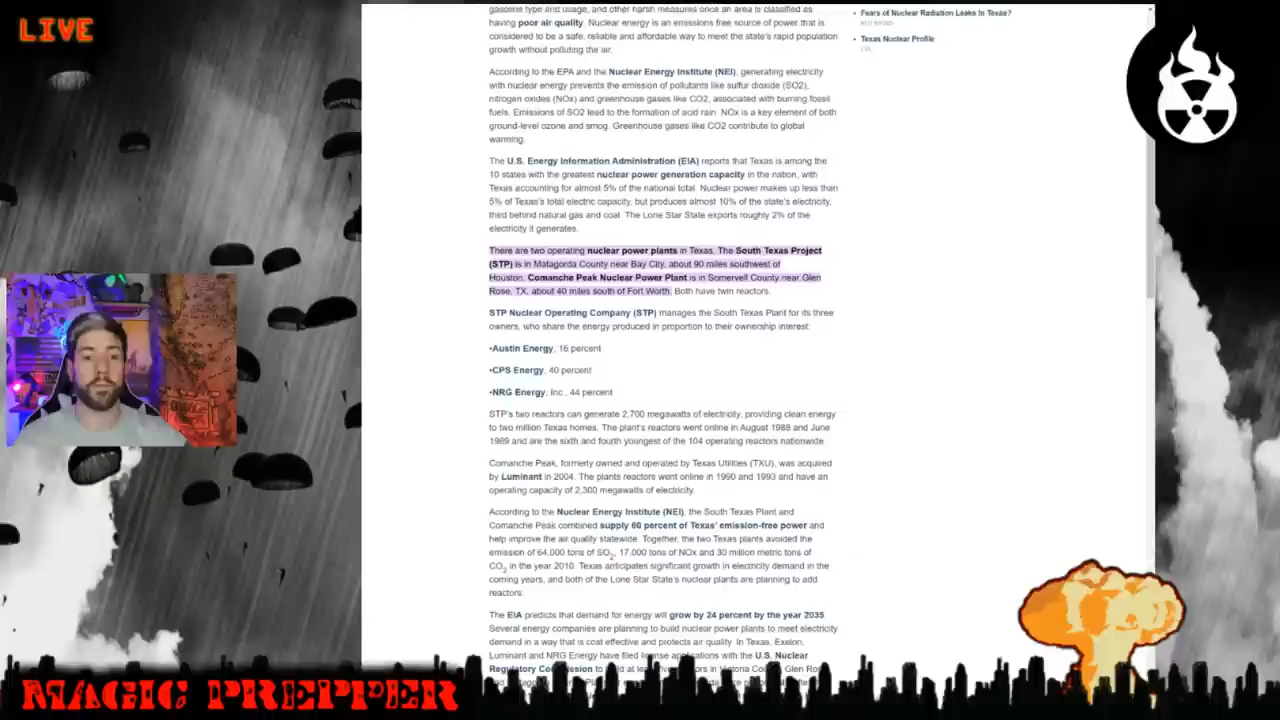 LIVE
gasoline type and usage, and other harsh measures once an area is classified as
having poor air quality. Nuclear energy is an emissions free source of power that is
considered to be a safe, reliable and affordable way to meet the state's rapid population
growth without polluting the air.
According to the EPA and the Nuclear Energy Institute (NEI), generating electricity
with nuclear energy prevents the emission of pollutants like sulfur dioxide (SO2),
nitrogen oxides (NOx) and greenhouse gases like CO2, associated with burning fossil
fuels. Emissions of SO2 lead to the formation of acid rain. NOx is a key element of both
ground-level ozone and smog. Greenhouse gases like CO2 contribute to global
warming.
The U.S. Energy Information Administration (EIA) reports that Texas is among the
10 states with the greatest nuclear power generation capacity in the nation, with
Texas accounting for almost 5% of the national total. Nuclear power makes up less than
5% of Texas's total electric capacity, but produces almost 10% of the state's electricity,
third behind natural gas and coal. The Lone Star State exports roughly 2% of the
electricity it generates.
There are two operating nuclear power plants in Texas. The South Texas Project
(STP) is in Matagorda County near Bay City, about 90 miles southwest of
Houston. Comanche Peak Nuclear Power Plant is in Somervell County near Glen
Rose, TX, about 40 miles south of Fort Worth. Both have twin reactors.
STP Nuclear Operating Company (STP) manages the South Texas Plant for its three
owners, who share the energy produced in proportion to their ownership interest:
•Austin Energy, 16 percent
•CPS Energy, 40 percent
•NRG Energy, Inc., 44 percent
STP's two reactors can generate 2,700 megawatts of electricity, providing clean energy
to two million Texas homes. The plant's reactors went online in August 1988 and June
1989 and are the sixth and fourth youngest of the 104 operating reactors nationwide.
Comanche Peak, formerly owned and operated by Texas Utilities (TXU), was acquired
by Luminant in 2004. The plants reactors went online in 1990 and 1993 and have an
operating capacity of 2,300 megawatts of electricity.
According to the Nuclear Energy Institute (NEI), the South Texas Plant and
Comanche Peak combined supply 60 percent of Texas' emission-free power and
help improve the air quality statewide. Together, the two Texas plants avoided the
emission of 64,000 tons of SO2, 17,000 tons of NOx and 30 million metric tons of
CO2 in the year 2010. Texas anticipates significant growth in electricity demand in the
coming years, and both of the Lone Star State's nuclear plants are planning to add
reactors.
The EIA predicts that demand for energy will grow by 24 percent by the year 2035.
Several energy companies are planning to build nuclear power plants to meet electricity
demand in a way that is cost effective and protects air quality. In Texas, Exelon,
Luminant and NRG Energy have filed license applications with the U.S. Nuclear
Regulatory Commission to
Fears of Nuclear Radiation Leaks in Texas?
Texas Nuclear Profile
EIA
MAGIC PREPPER